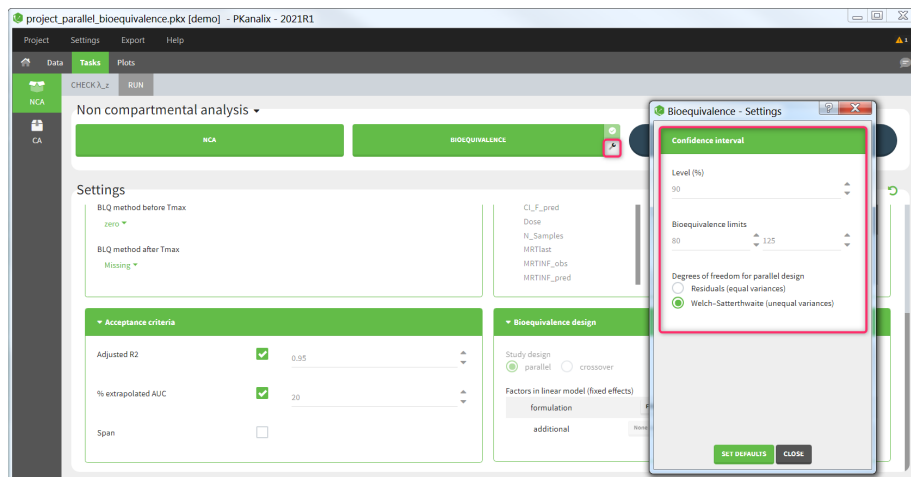 project_parallel_bioequivalence.pkx [demo] - PKanalix - 2021R1
Project Settings Export Help
1
Data Tasks Plots
CHECK λ_z RUN
NCA
CA
Non compartmental analysis
NCA
BIOEQUIVALENCE
Settings
BLQ method before Tmax
zero
BLQ method after Tmax
Missing
Cl_F_pred
Dose
N_Samples
MRTlast
MRTINF_obs
MRTINF_pred
Acceptance criteria
Adjusted R2 0.95
% extrapolated AUC 20
Span
Bioequivalence design
Study design
parallel crossover
Factors in linear model (fixed effects)
formulation
additional
Bioequivalence - Settings
Confidence interval
Level (%)
90
Bioequivalence limits
80 125
Degrees of freedom for parallel design
Residuals (equal variances)
Welch-Satterthwaite (unequal variances)
SET DEFAULTS CLOSE